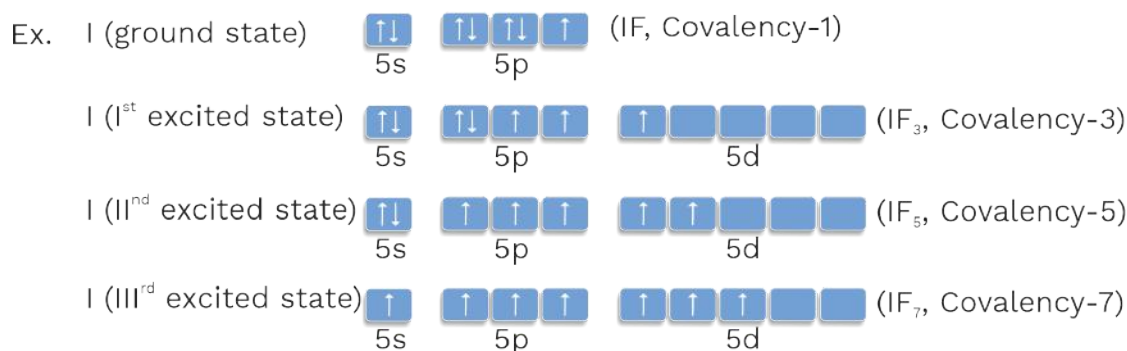 Ex. I (ground state) ↑↓ ↑↓ ↑↓ ↑ (IF, Covalency-1)
5s 5p
I (Iˢᵗ excited state) ↑↓ ↑↓ ↑ ↑ ↑ (IF₃, Covalency-3)
5s 5p 5d
I (IIⁿᵈ excited state) ↑↓ ↑ ↑ ↑ ↑ ↑ (IF₅, Covalency-5)
5s 5p 5d
I (IIIʳᵈ excited state) ↑ ↑ ↑ ↑ ↑ ↑ ↑ (IF₇, Covalency-7)
5s 5p 5d